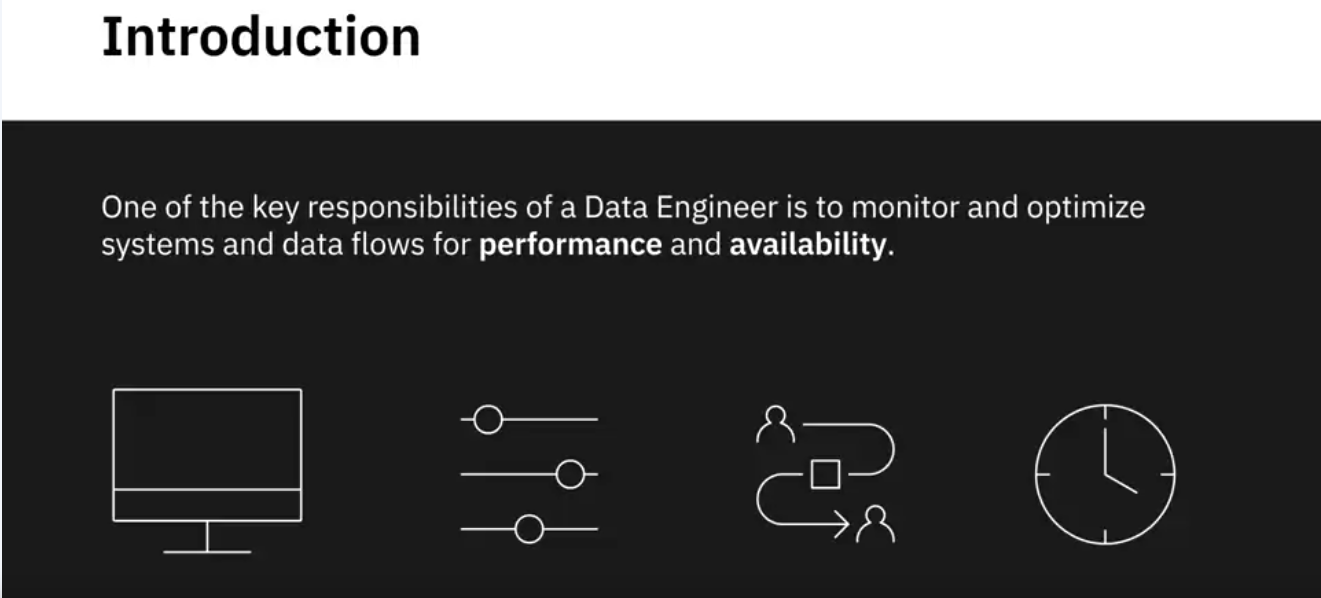 Introduction
One of the key responsibilities of a Data Engineer is to monitor and optimize
systems and data flows for performance and availability.